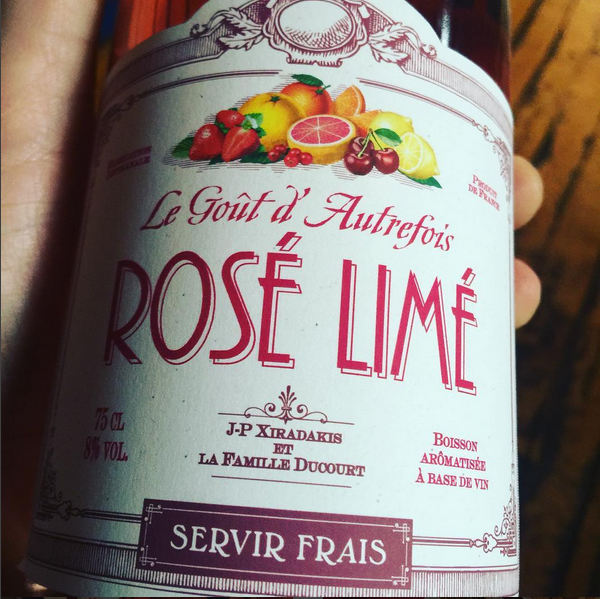 PRODUIT
DE FRANCE
Le Goût d'Autrefois
ROSÉ LIMÉ
75 CL
8% VOL.
J-P XIRADAKIS
ET
LA FAMILLE DUCOURT
BOISSON
ARÔMATISÉE
À BASE DE VIN
SERVIR FRAIS